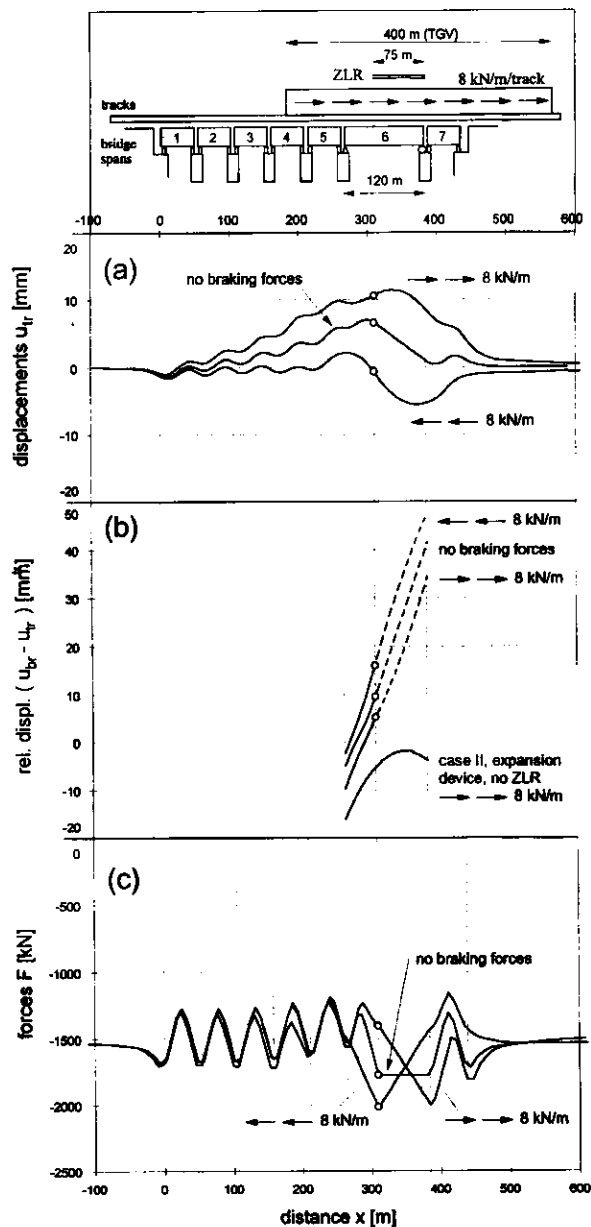 400 m (TGV)
75 m
ZLR
8 kN/m/track
tracks
bridge
spans
1 2 3 4 5 6 7
120 m
-100 0 100 200 300 400 500 600
(a)
displacements utr [mm]
20
10
0
-10
-20
no braking forces
8 kN/m
8 kN/m
(b)
rel. displ. ( ubr - utr ) [mm]
50
40
30
20
10
0
-10
-20
8 kN/m
no braking forces
8 kN/m
case II, expansion
device, no ZLR
8 kN/m
(c)
forces F [kN]
0
-500
-1000
-1500
-2000
-2500
no braking forces
8 kN/m
8 kN/m
-100 0 100 200 300 400 500 600
distance x [m]